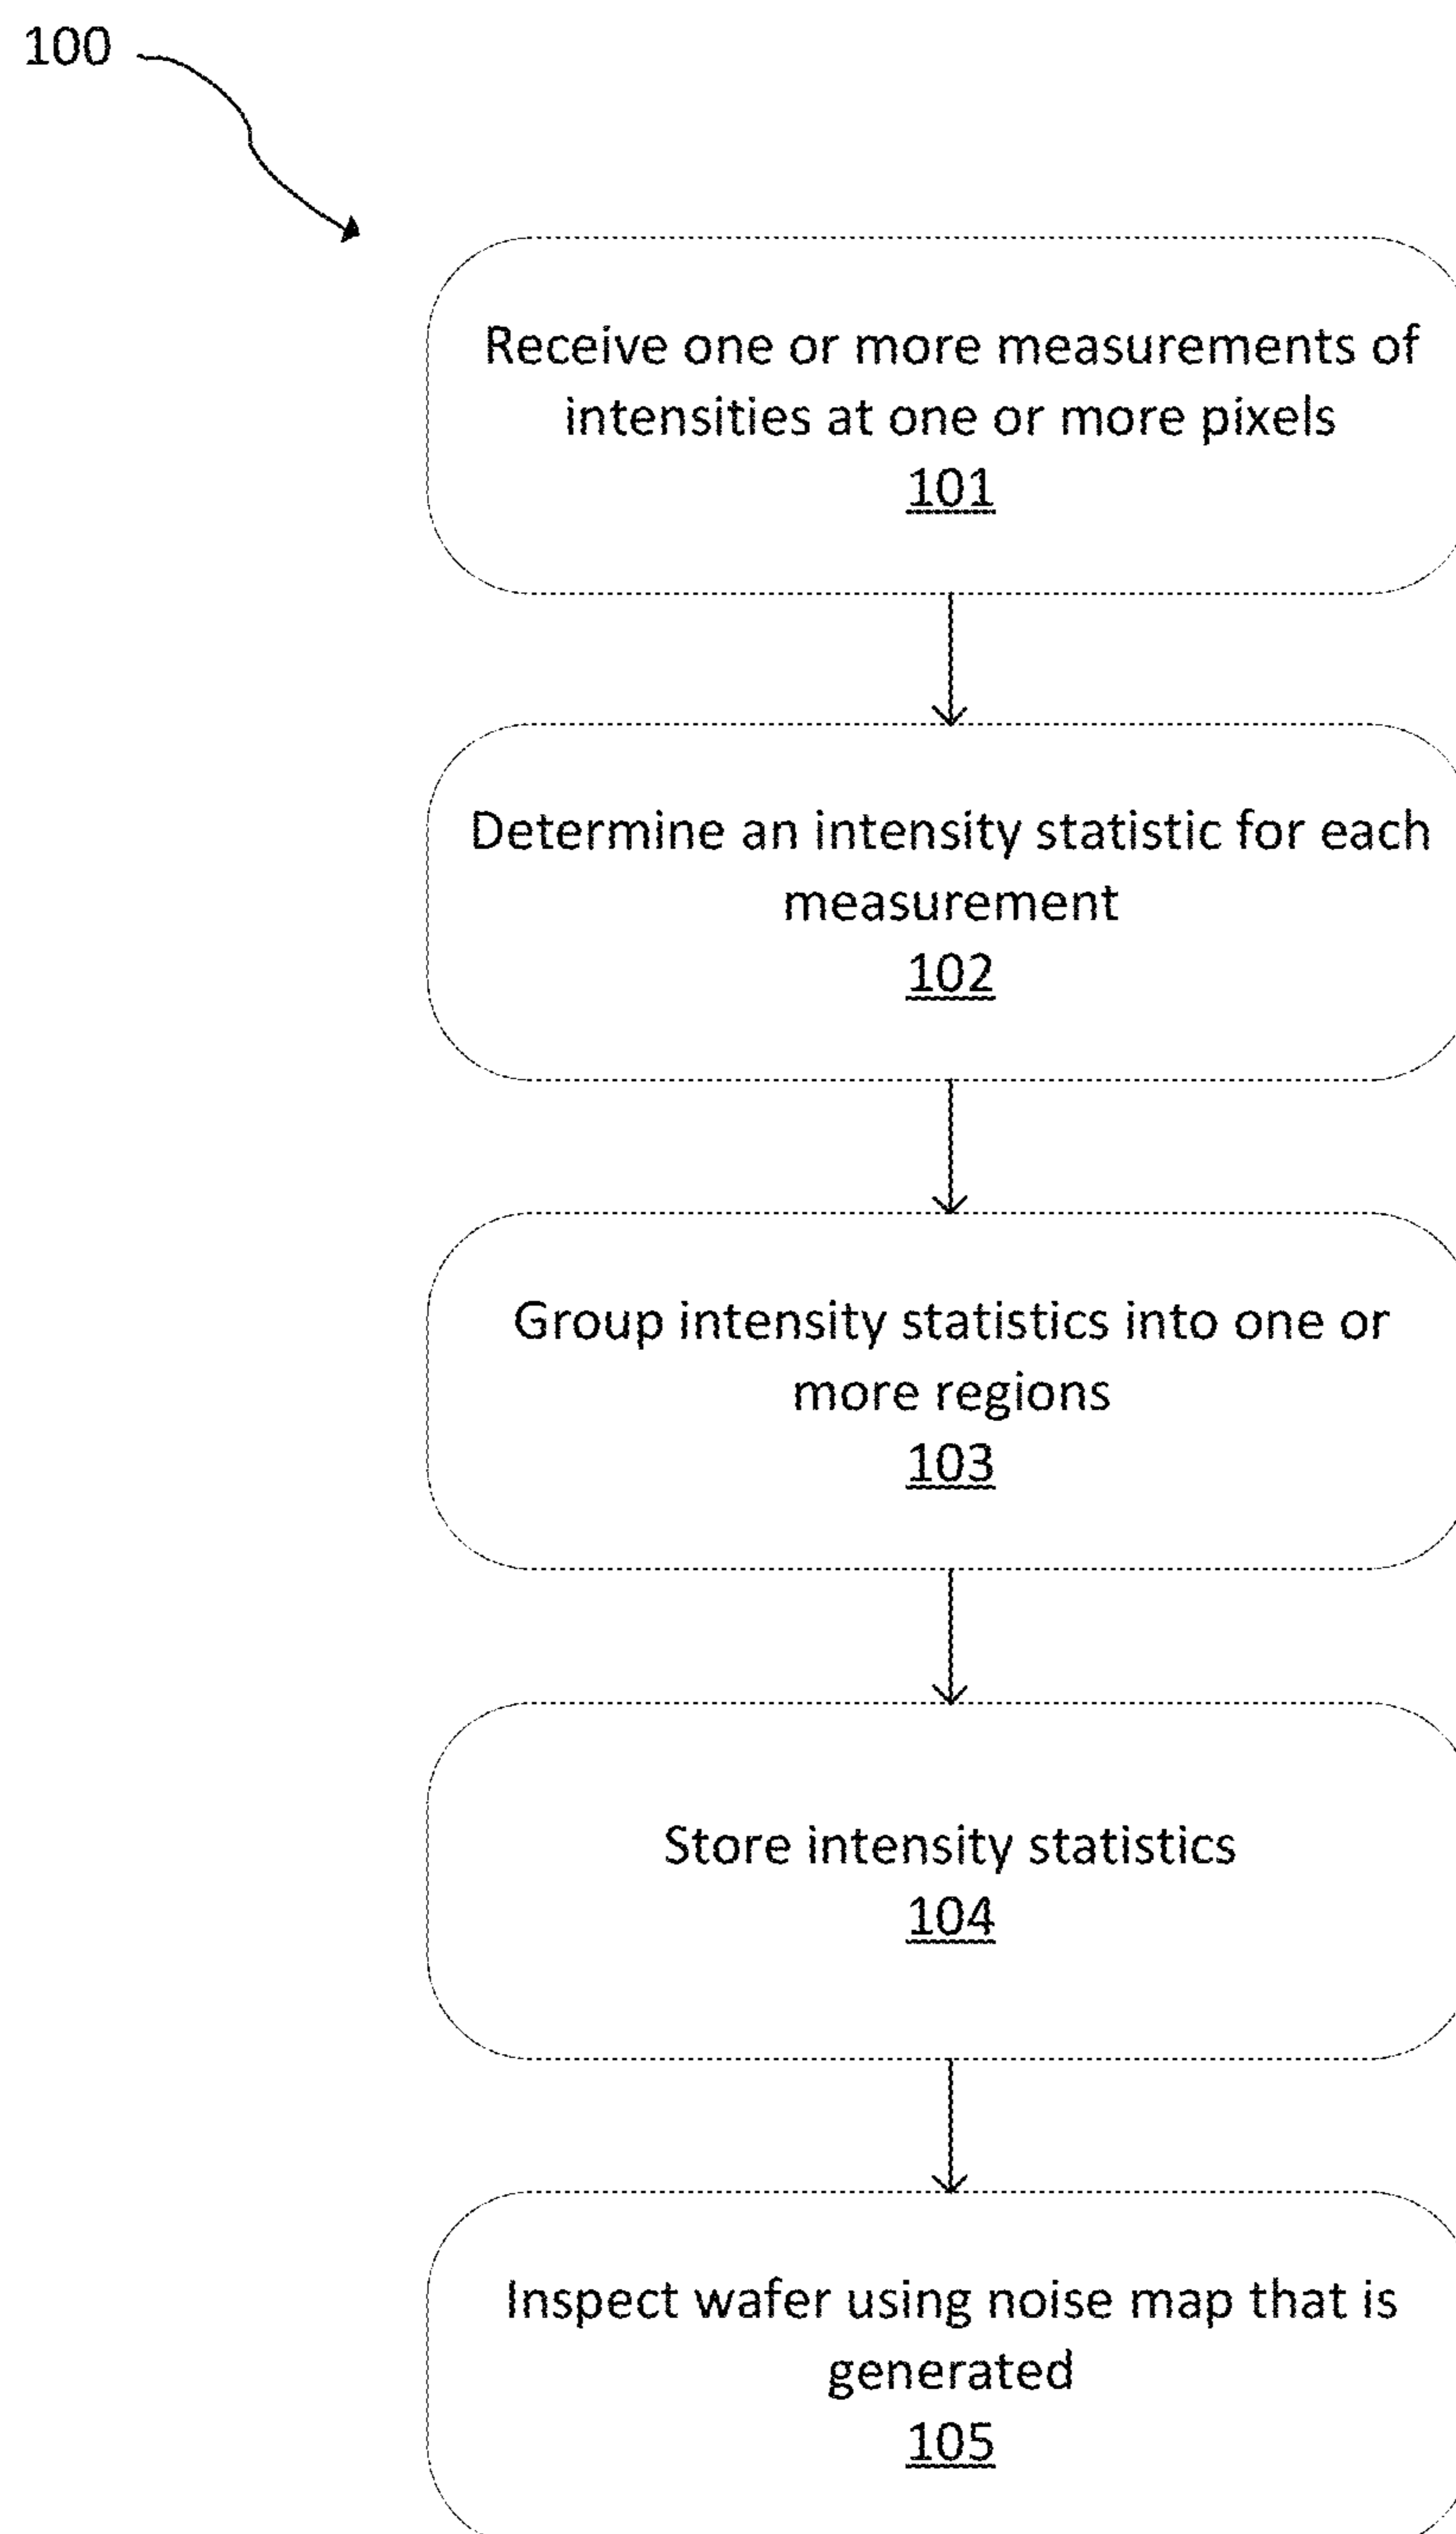 100
Receive one or more measurements of
intensities at one or more pixels
101
Determine an intensity statistic for each
measurement
102
Group intensity statistics into one or
more regions
103
Store intensity statistics
104
Inspect wafer using noise map that is
generated
105